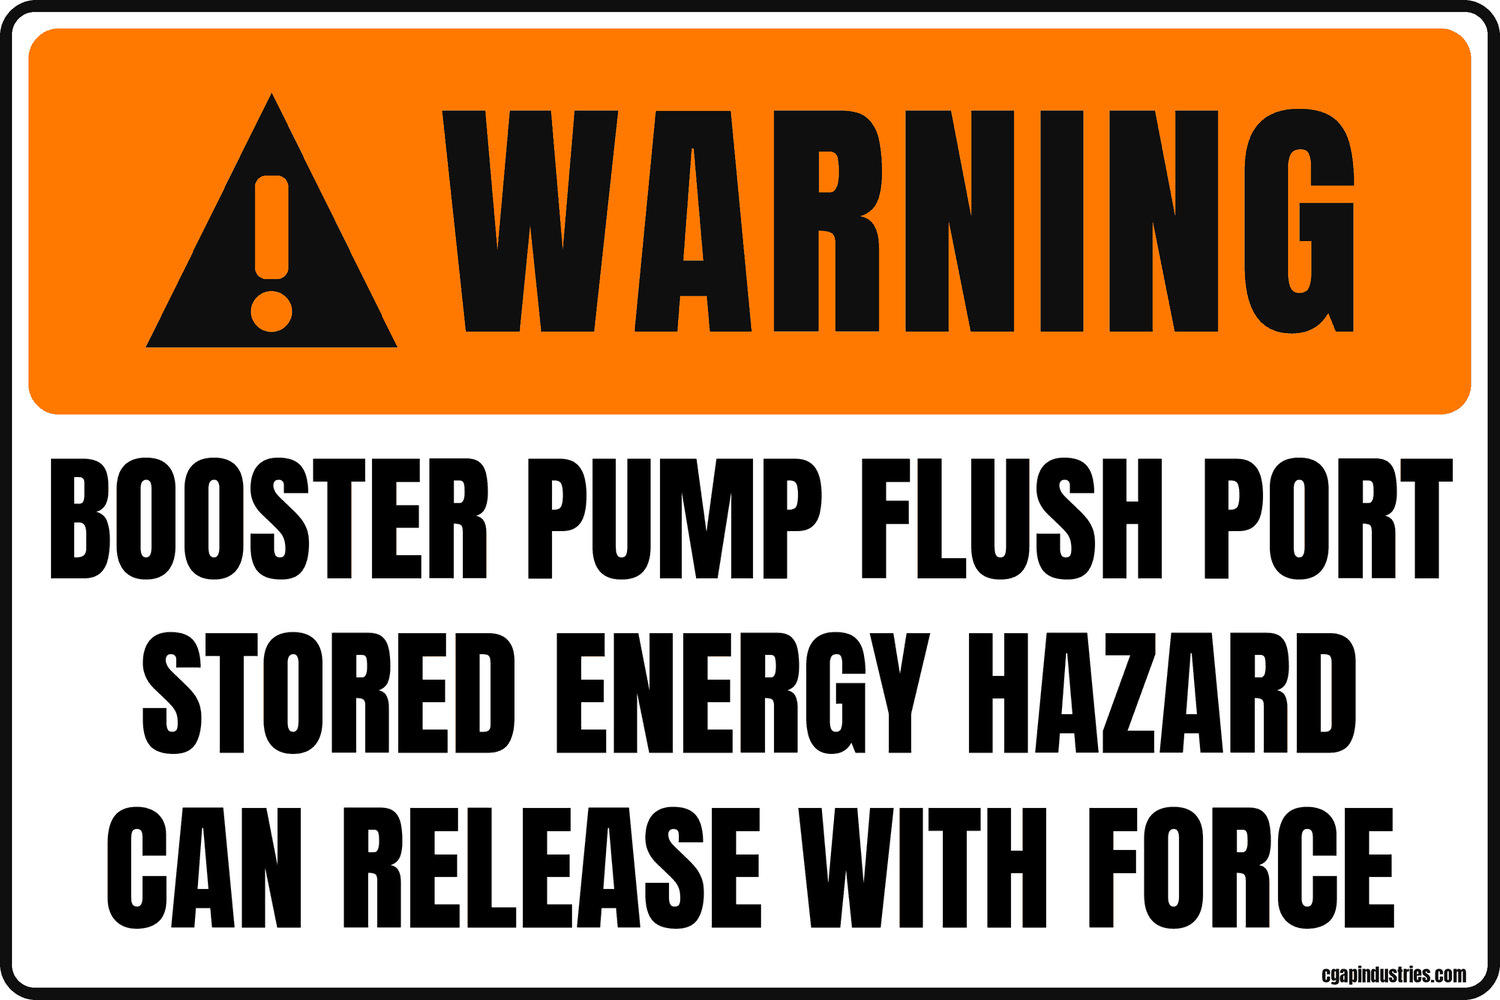 WARNING
BOOSTER PUMP FLUSH PORT
STORED ENERGY HAZARD
CAN RELEASE WITH FORCE
cgapindustries.com